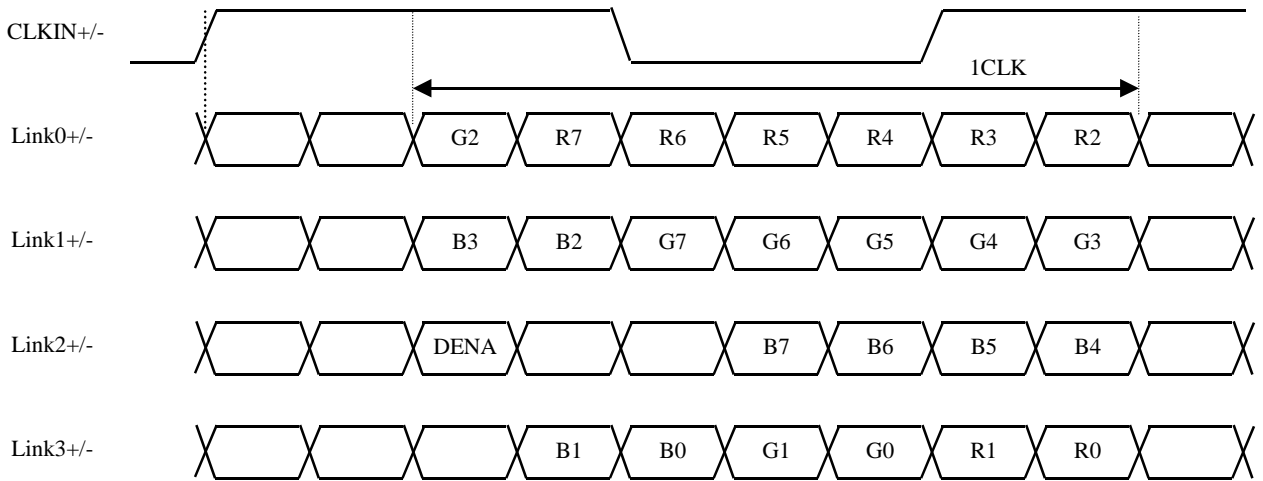 CLKIN+/-
1CLK
Link0+/- G2 R7 R6 R5 R4 R3 R2
Link1+/- B3 B2 G7 G6 G5 G4 G3
Link2+/- DENA B7 B6 B5 B4
Link3+/- B1 B0 G1 G0 R1 R0